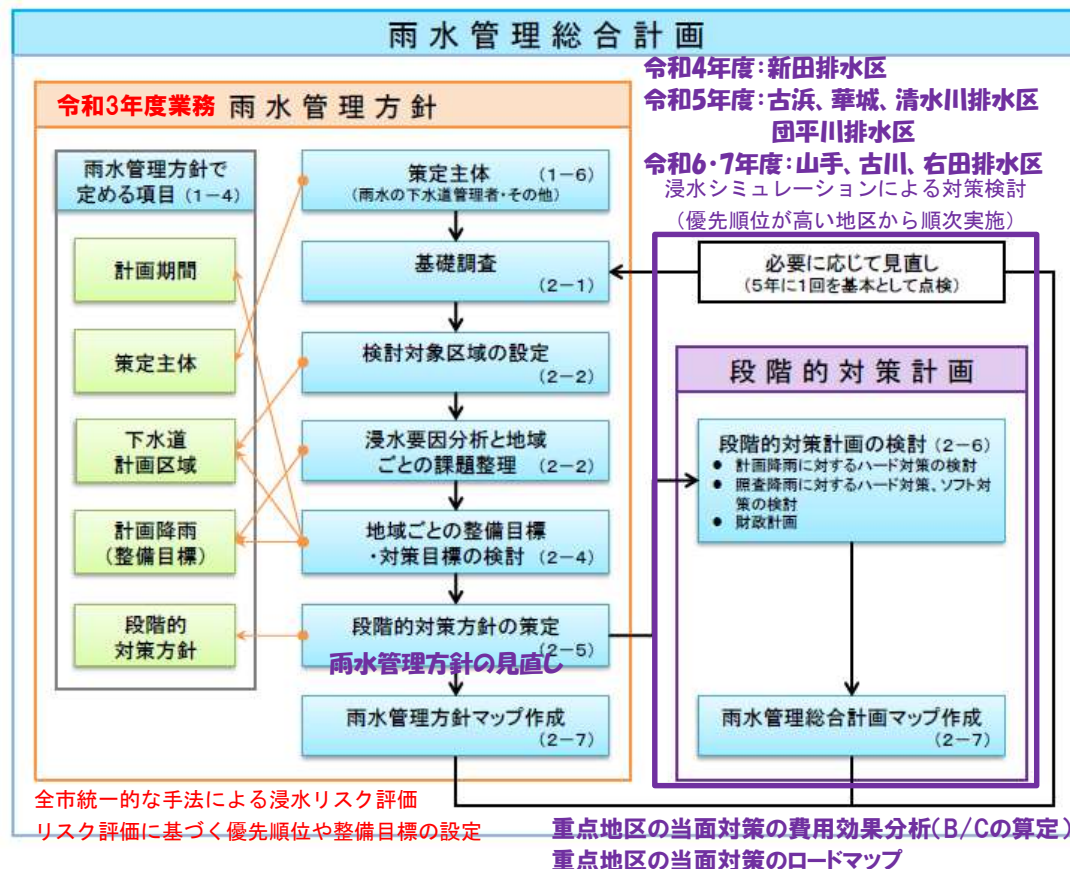 雨水管理総合計画
令和4年度：新田排水区
令和5年度：古浜、華城、清水川排水区
団平川排水区
令和6・7年度：山手、古川、右田排水区
浸水シミュレーションによる対策検討
（優先順位が高い地区から順次実施）
令和3年度業務 雨水管理方針
雨水管理方針で
定める項目（1－4）
計画期間
策定主体
下水道
計画区域
計画降雨
（整備目標）
段階的
対策方針
策定主体（1－6）
（雨水の下水道管理者・その他）
基礎調査
（2－1）
検討対象区域の設定
（2－2）
浸水要因分析と地域
ごとの課題整理（2－2）
地域ごとの整備目標
・対策目標の検討（2－4）
段階的対策方針の策定
（2－5）
雨水管理方針の見直し
雨水管理方針マップ作成
（2－7）
必要に応じて見直し
（5年に1回を基本として点検）
段階的対策計画
段階的対策計画の検討（2－6）
● 計画降雨に対するハード対策の検討
● 照査降雨に対するハード対策、ソフト対
策の検討
● 財政計画
雨水管理総合計画マップ作成
（2－7）
全市統一的な手法による浸水リスク評価
リスク評価に基づく優先順位や整備目標の設定
重点地区の当面対策の費用効果分析（B/Cの算定）
重点地区の当面対策のロードマップ